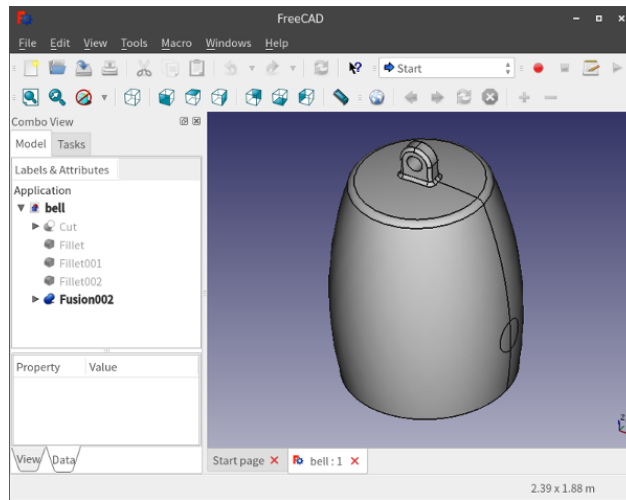 FreeCAD
File Edit View Tools Macro Windows Help
Start
Combo View
Model Tasks
Labels & Attributes
Application
bell
Cut
Fillet
Fillet001
Fillet002
Fusion002
Property Value
View Data
Start page bell : 1
z
2.39 x 1.88 m